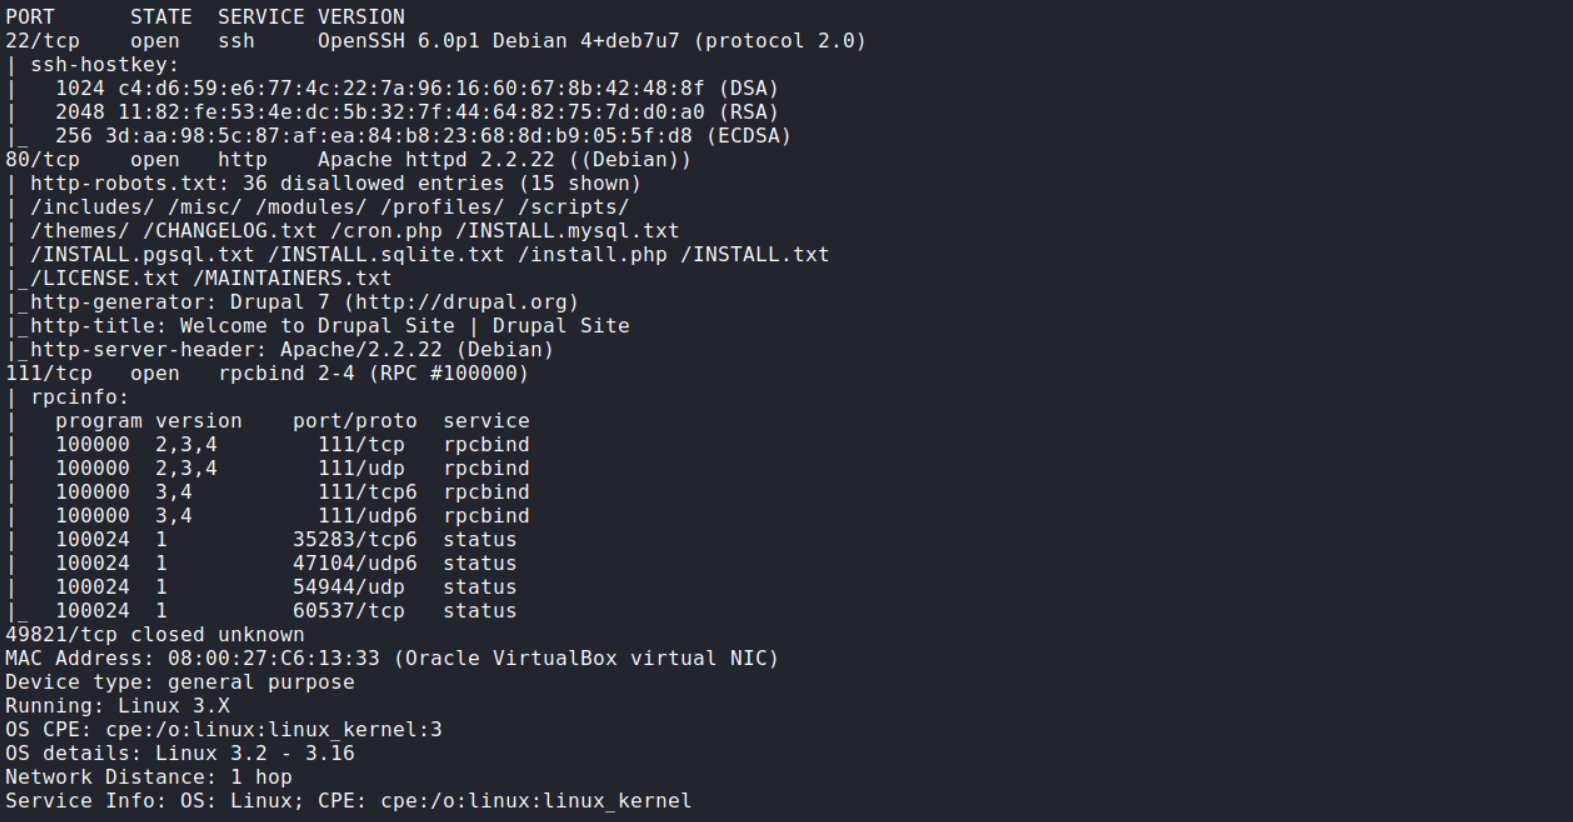 PORT      STATE  SERVICE VERSION
22/tcp    open   ssh     OpenSSH 6.0p1 Debian 4+deb7u7 (protocol 2.0)
| ssh-hostkey:
|   1024 c4:d6:59:e6:77:4c:22:7a:96:16:60:67:8b:42:48:8f (DSA)
|   2048 11:82:fe:53:4e:dc:5b:32:7f:44:64:82:75:7d:d0:a0 (RSA)
|_  256 3d:aa:98:5c:87:af:ea:84:b8:23:68:8d:b9:05:5f:d8 (ECDSA)
80/tcp    open   http    Apache httpd 2.2.22 ((Debian))
| http-robots.txt: 36 disallowed entries (15 shown)
| /includes/ /misc/ /modules/ /profiles/ /scripts/
| /themes/ /CHANGELOG.txt /cron.php /INSTALL.mysql.txt
| /INSTALL.pgsql.txt /INSTALL.sqlite.txt /install.php /INSTALL.txt
|_/LICENSE.txt /MAINTAINERS.txt
|_http-generator: Drupal 7 (http://drupal.org)
|_http-title: Welcome to Drupal Site | Drupal Site
|_http-server-header: Apache/2.2.22 (Debian)
111/tcp   open   rpcbind 2-4 (RPC #100000)
| rpcinfo:
|   program version    port/proto  service
|   100000  2,3,4        111/tcp   rpcbind
|   100000  2,3,4        111/udp   rpcbind
|   100000  3,4          111/tcp6  rpcbind
|   100000  3,4          111/udp6  rpcbind
|   100024  1          35283/tcp6  status
|   100024  1          47104/udp6  status
|   100024  1          54944/udp   status
|_  100024  1          60537/tcp   status
49821/tcp closed unknown
MAC Address: 08:00:27:C6:13:33 (Oracle VirtualBox virtual NIC)
Device type: general purpose
Running: Linux 3.X
OS CPE: cpe:/o:linux:linux_kernel:3
OS details: Linux 3.2 - 3.16
Network Distance: 1 hop
Service Info: OS: Linux; CPE: cpe:/o:linux:linux_kernel